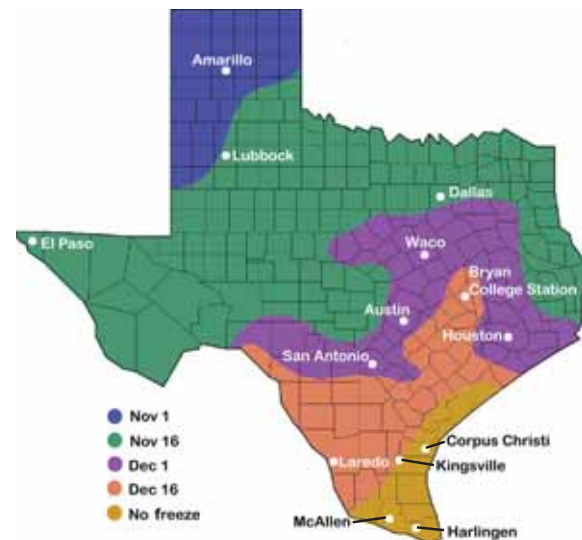 Amarillo
Lubbock
Dallas
El Paso
Waco
Bryan
College Station
Austin
Houston
San Antonio
Nov 1
Nov 16
Dec 1
Dec 16
No freeze
Corpus Christi
Laredo
Kingsville
McAllen
Harlingen